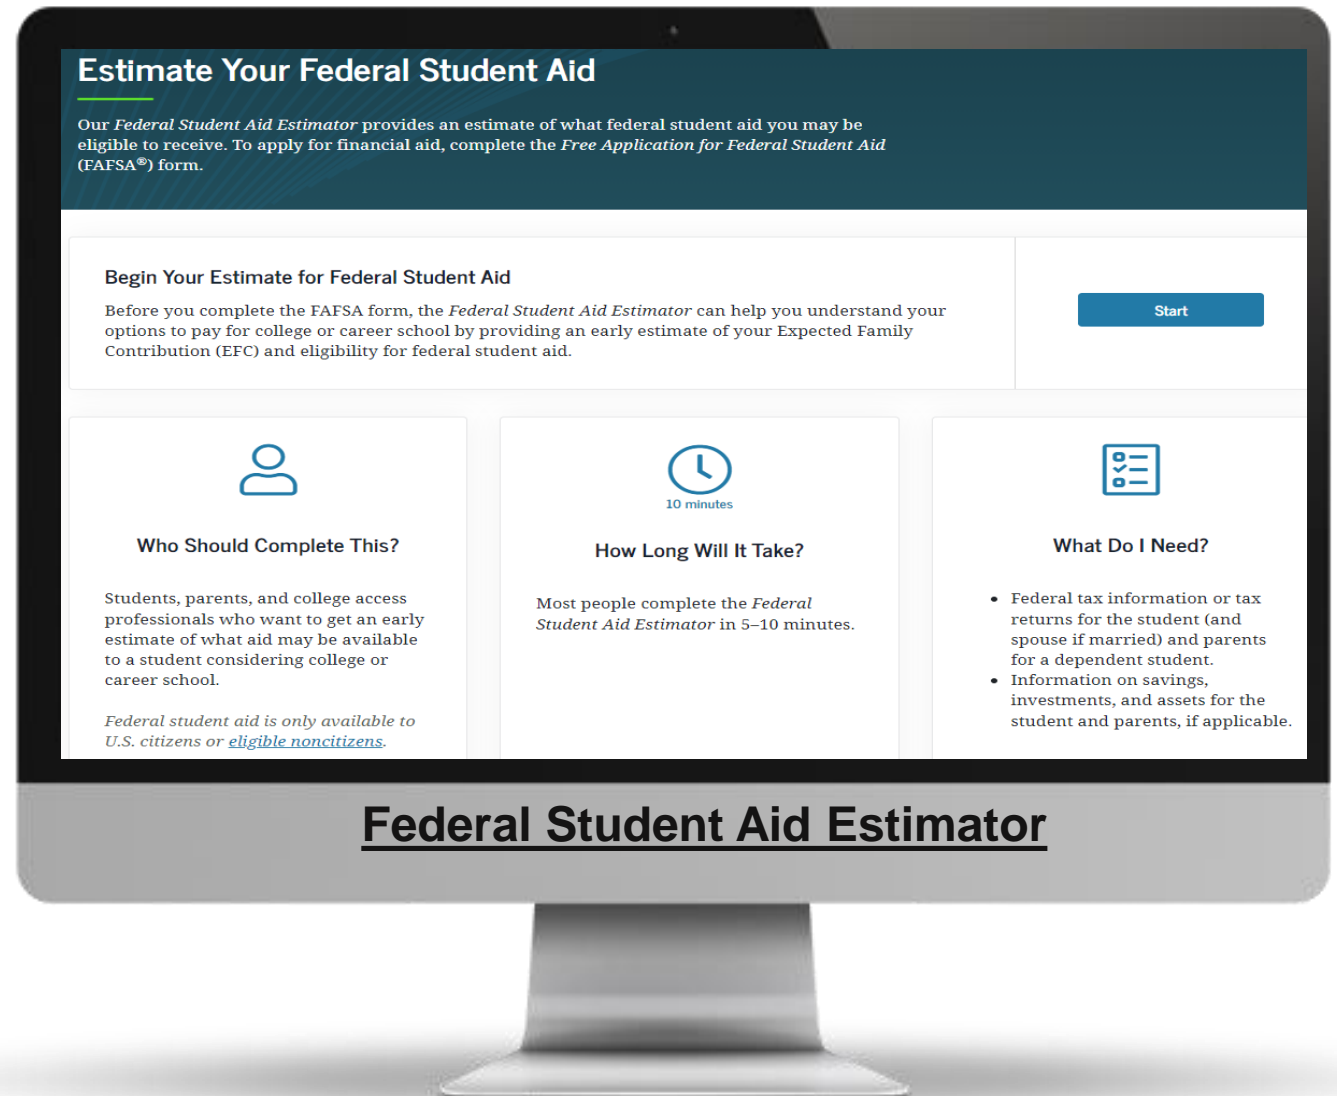 Estimate Your Federal Student Aid
Our Federal Student Aid Estimator provides an estimate of what federal student aid you may be
eligible to receive. To apply for financial aid, complete the Free Application for Federal Student Aid
(FAFSA®) form.
Begin Your Estimate for Federal Student Aid
Before you complete the FAFSA form, the Federal Student Aid Estimator can help you understand your
options to pay for college or career school by providing an early estimate of your Expected Family
Contribution (EFC) and eligibility for federal student aid.
Start
Who Should Complete This?
Students, parents, and college access
professionals who want to get an early
estimate of what aid may be available
to a student considering college or
career school.
Federal student aid is only available to
U.S. citizens or eligible noncitizens.
10 minutes
How Long Will It Take?
Most people complete the Federal
Student Aid Estimator in 5–10 minutes.
What Do I Need?
• Federal tax information or tax
returns for the student (and
spouse if married) and parents
for a dependent student.
• Information on savings,
investments, and assets for the
student and parents, if applicable.
Federal Student Aid Estimator